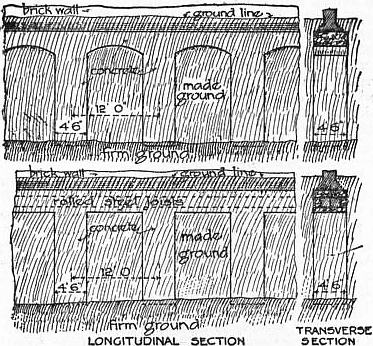 brick wall ground line
concrete
made
ground
12' 0"
4'6" 4'6"
firm ground
brick wall ground line
rolled steel joists
concrete
made
ground
12' 0"
4'6" 4'6"
firm ground
LONGITUDINAL SECTION
TRANSVERSE
SECTION